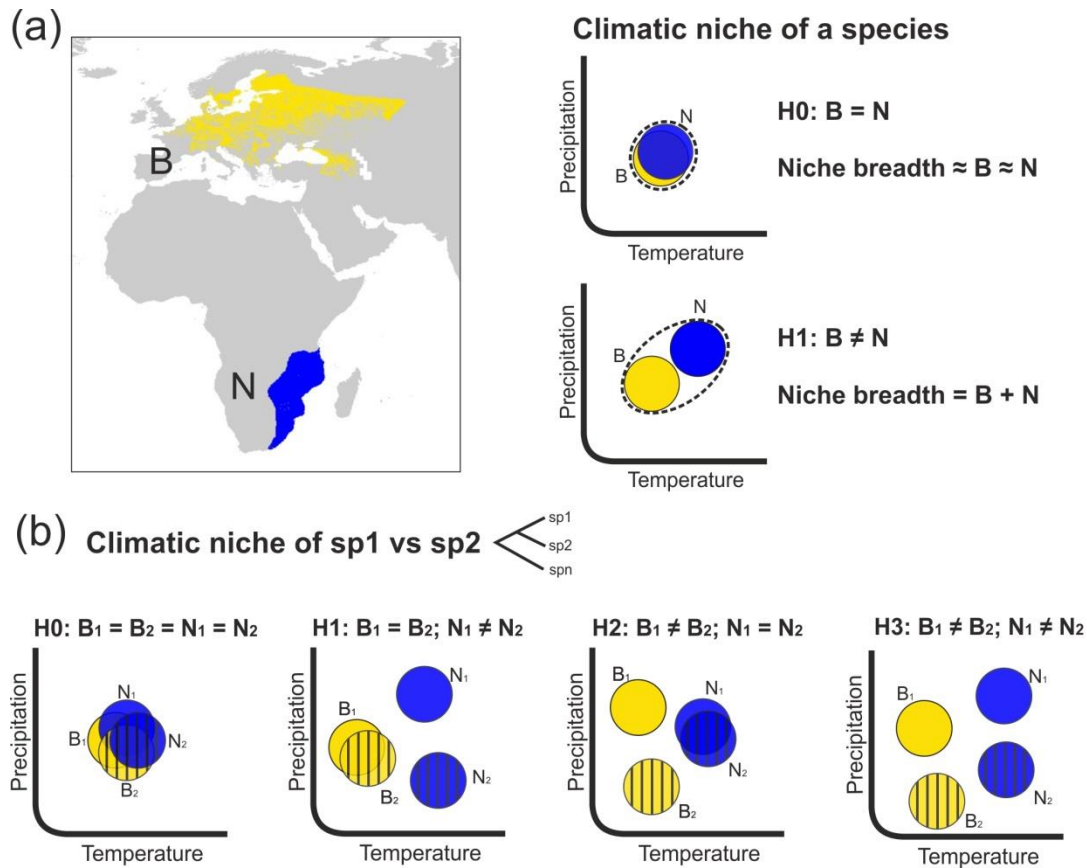 (a)
B
N
Climatic niche of a species
Precipitation
N
B
Temperature
H0: B = N
Niche breadth ≈ B ≈ N
Precipitation
N
B
Temperature
H1: B ≠ N
Niche breadth = B + N
(b)
Climatic niche of sp1 vs sp2
sp1
sp2
spn
H0: B₁ = B₂ = N₁ = N₂
Precipitation
N₁
B₁
N₂
B₂
Temperature
H1: B₁ = B₂; N₁ ≠ N₂
Precipitation
N₁
B₁
B₂
N₂
Temperature
H2: B₁ ≠ B₂; N₁ = N₂
Precipitation
B₁
N₁
N₂
B₂
Temperature
H3: B₁ ≠ B₂; N₁ ≠ N₂
Precipitation
N₁
B₁
N₂
B₂
Temperature